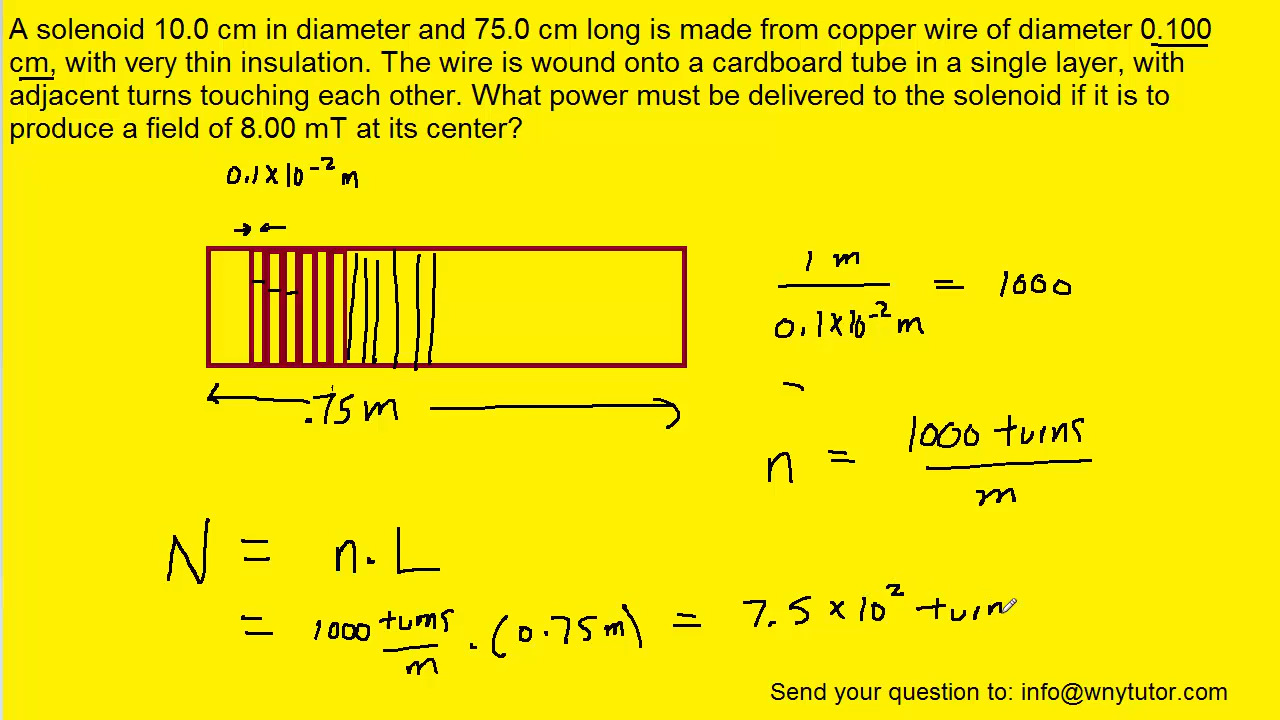 A solenoid 10.0 cm in diameter and 75.0 cm long is made from copper wire of diameter 0.100
cm, with very thin insulation. The wire is wound onto a cardboard tube in a single layer, with
adjacent turns touching each other. What power must be delivered to the solenoid if it is to
produce a field of 8.00 mT at its center?
0.1 × 10⁻² m
1 m
0.1 × 10⁻² m
= 1000
.75 m
n = 1000 turns
m
N = n . L
= 1000 turns
m
. (0.75 m) = 7.5 × 10² turn
Send your question to: info@wnytutor.com